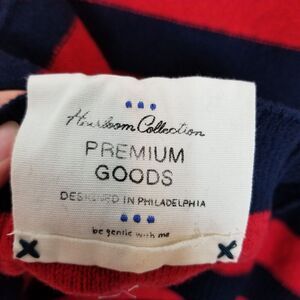 Heirloom Collection
PREMIUM
GOODS
DESIGNED IN PHILADELPHIA
be gentle with me